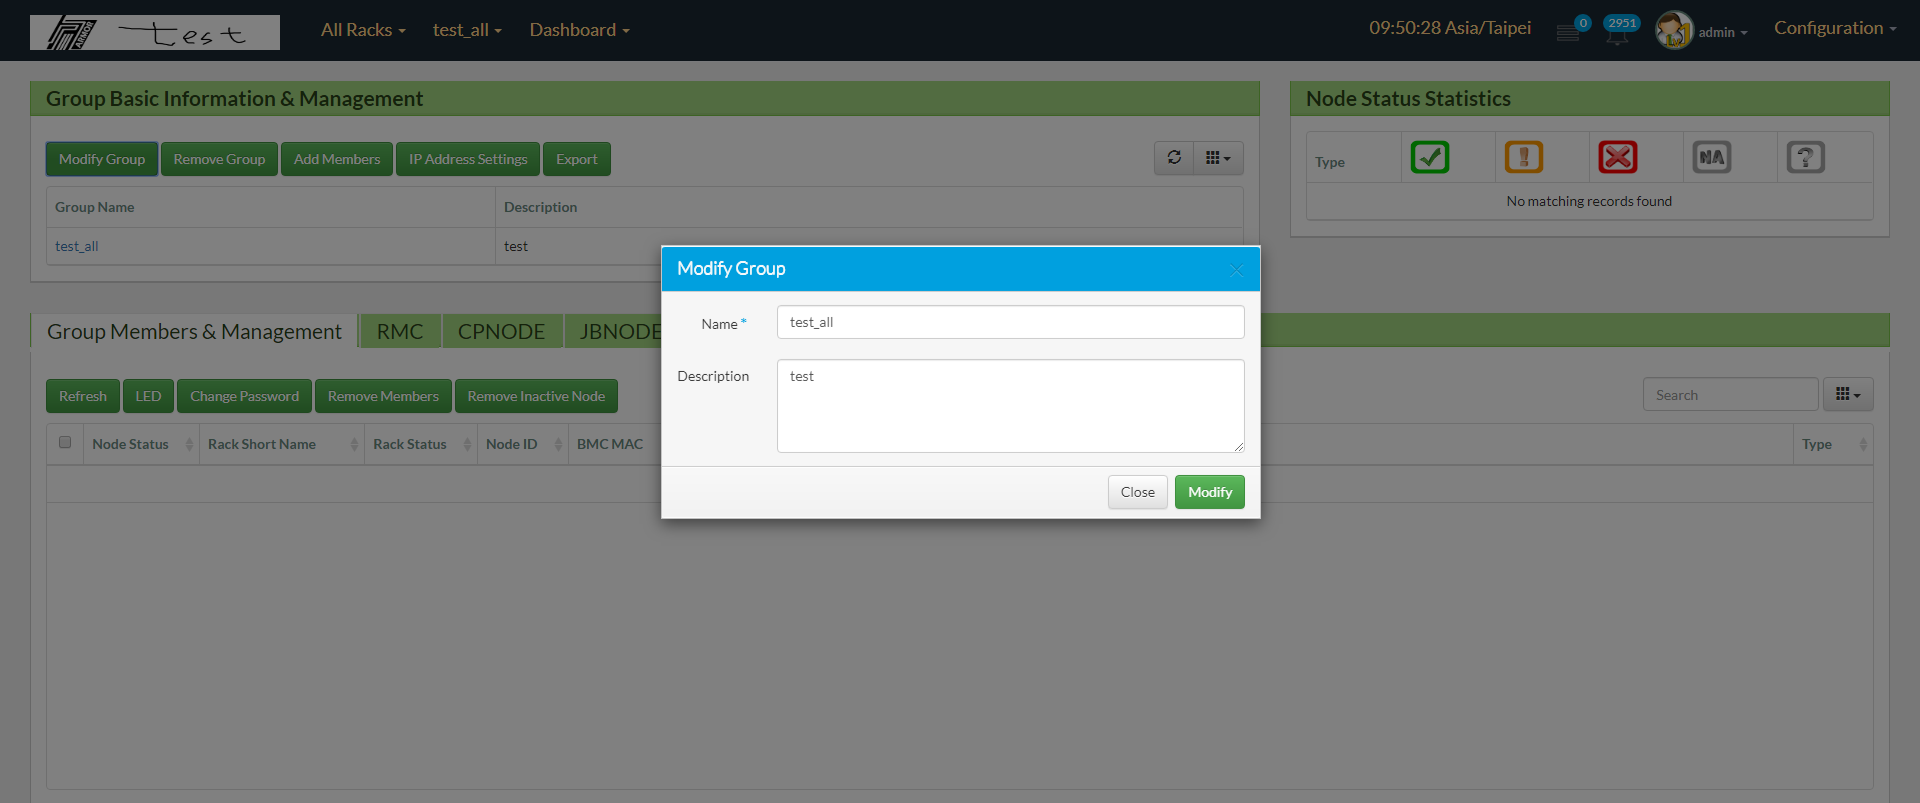 ARMOR test All Racks test_all Dashboard 09:50:28 Asia/Taipei 0 2951 admin Configuration
Group Basic Information & Management
Node Status Statistics
Modify Group Remove Group Add Members IP Address Settings Export
Type NA ?
Group Name Description
No matching records found
test_all test
Modify Group
Name * test_all
Description test
Close Modify
Group Members & Management RMC CPNODE JBNODE
Refresh LED Change Password Remove Members Remove Inactive Node Search
Node Status Rack Short Name Rack Status Node ID BMC MAC Type